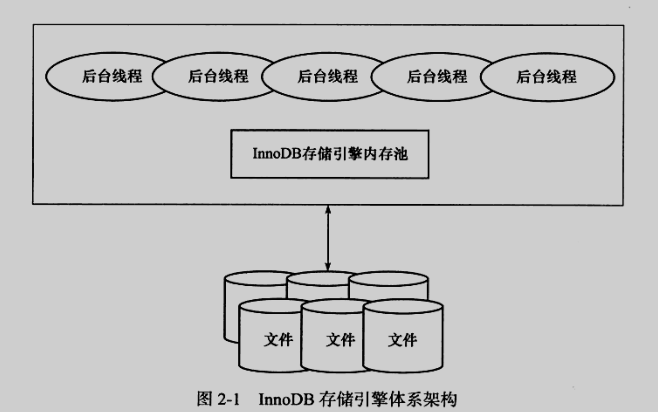 后台线程 后台线程 后台线程 后台线程 后台线程
InnoDB存储引擎内存池
文件 文件 文件
图 2-1 InnoDB 存储引擎体系架构